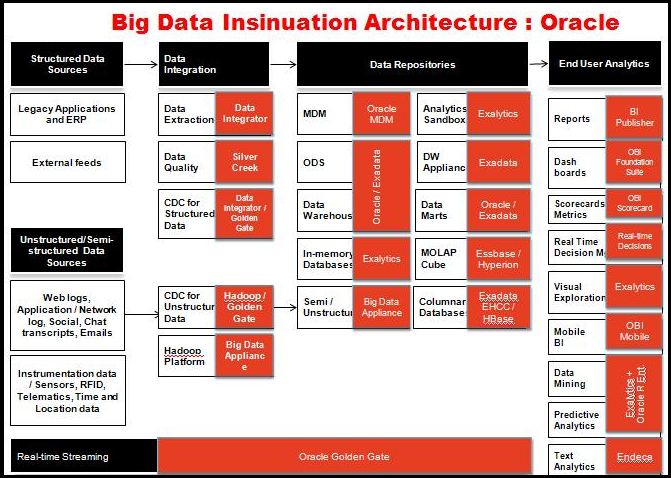 Big Data Insinuation Architecture : Oracle
Structured Data
Sources
Data
Integration
Data Repositories
End User Analytics
Legacy Applications
and ERP
External feeds
Unstructured/Semi-
structured Data
Sources
Web logs,
Application / Network
log, Social, Chat
transcripts, Emails
Instrumentation data
/ Sensors, RFID,
Telematics, Time and
Location data
Data
Extraction
Data
Integrator
Data
Quality
Silver
Creek
CDC for
Structured
Data
Data
Integrator /
Golden
Gate
CDC for
Unstructur
Data
Hadoop /
Golden
Gate
Hadoop
Platform
Big Data
Applianc
e
MDM
Oracle
MDM
ODS
Data
Warehous
Oracle / Exadata
In-memory
Databases
Exalytics
Semi /
Unstructu
Big Data
Appliance
Analytics
Sandbox
Exalytics
DW
Applianc
Exadata
Data
Marts
Oracle /
Exadata
MOLAP
Cube
Essbase /
Hyperion
Columnar
Database
Exadata
EHCC /
HBase
Reports
BI
Publisher
Dash
boards
OBI
Foundation
Suite
Scorecards
Metrics
OBI
Scorecard
Real Time
Decision M
Real-time
Decisions
Visual
Exploration
Exalytics
Mobile
BI
OBI
Mobile
Data
Mining
Predictive
Analytics
Exalytics +
Oracle R Ent.
Text
Analytics
Endeca
Real-time Streaming
Oracle Golden Gate